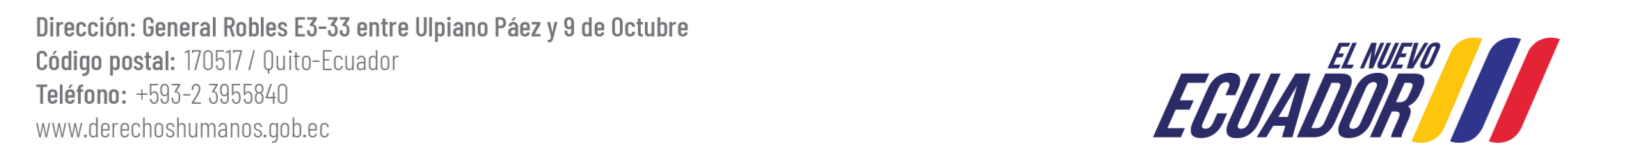 Dirección: General Robles E3-33 entre Ulpiano Páez y 9 de Octubre
Código postal: 170517 / Quito-Ecuador
Teléfono: +593-2 3955840
www.derechoshumanos.gob.ec
EL NUEVO
ECUADOR